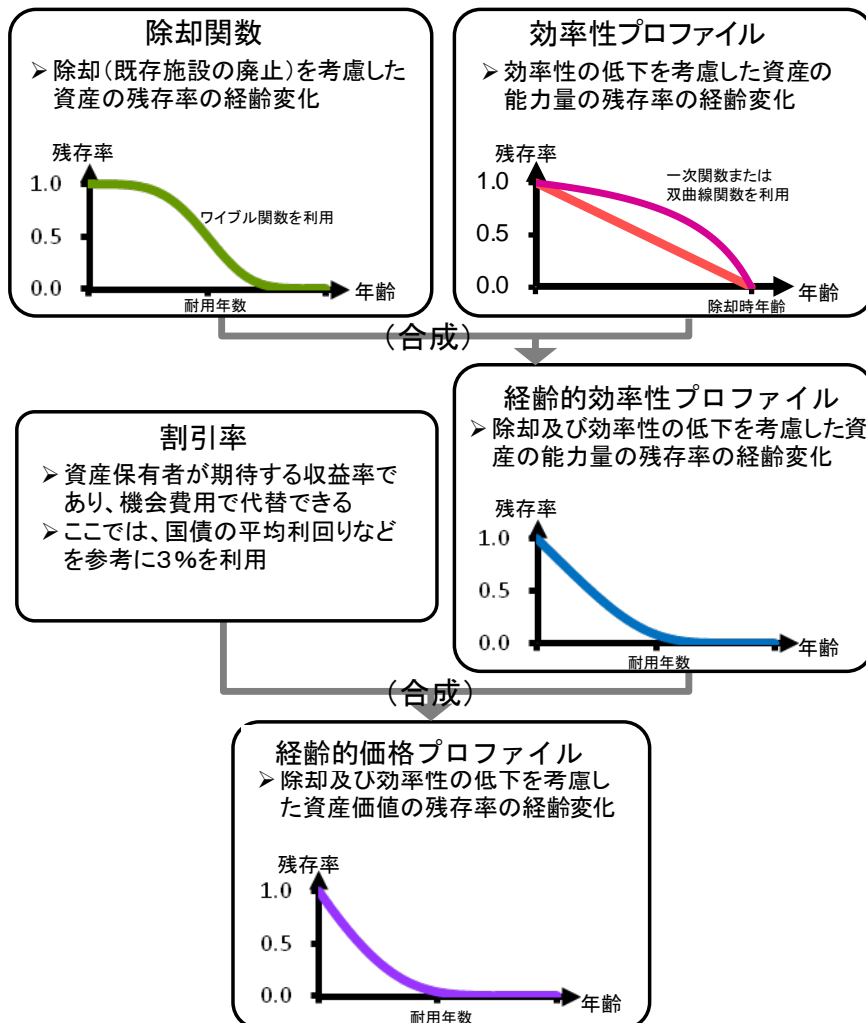 除却関数
➢ 除却(既存施設の廃止)を考慮した
資産の残存率の経齢変化
残存率
1.0
0.5
0.0
ワイブル関数を利用
耐用年数
年齢
効率性プロファイル
➢ 効率性の低下を考慮した資産の
能力量の残存率の経齢変化
残存率
1.0
0.5
0.0
一次関数または
双曲線関数を利用
除却時年齢
年齢
(合成)
割引率
➢ 資産保有者が期待する収益率で
あり、機会費用で代替できる
➢ ここでは、国債の平均利回りなど
を参考に3%を利用
経齢的効率性プロファイル
➢ 除却及び効率性の低下を考慮した資
産の能力量の残存率の経齢変化
残存率
1.0
0.5
0.0
耐用年数
年齢
(合成)
経齢的価格プロファイル
➢ 除却及び効率性の低下を考慮し
た資産価値の残存率の経齢変化
残存率
1.0
0.5
0.0
耐用年数
年齢